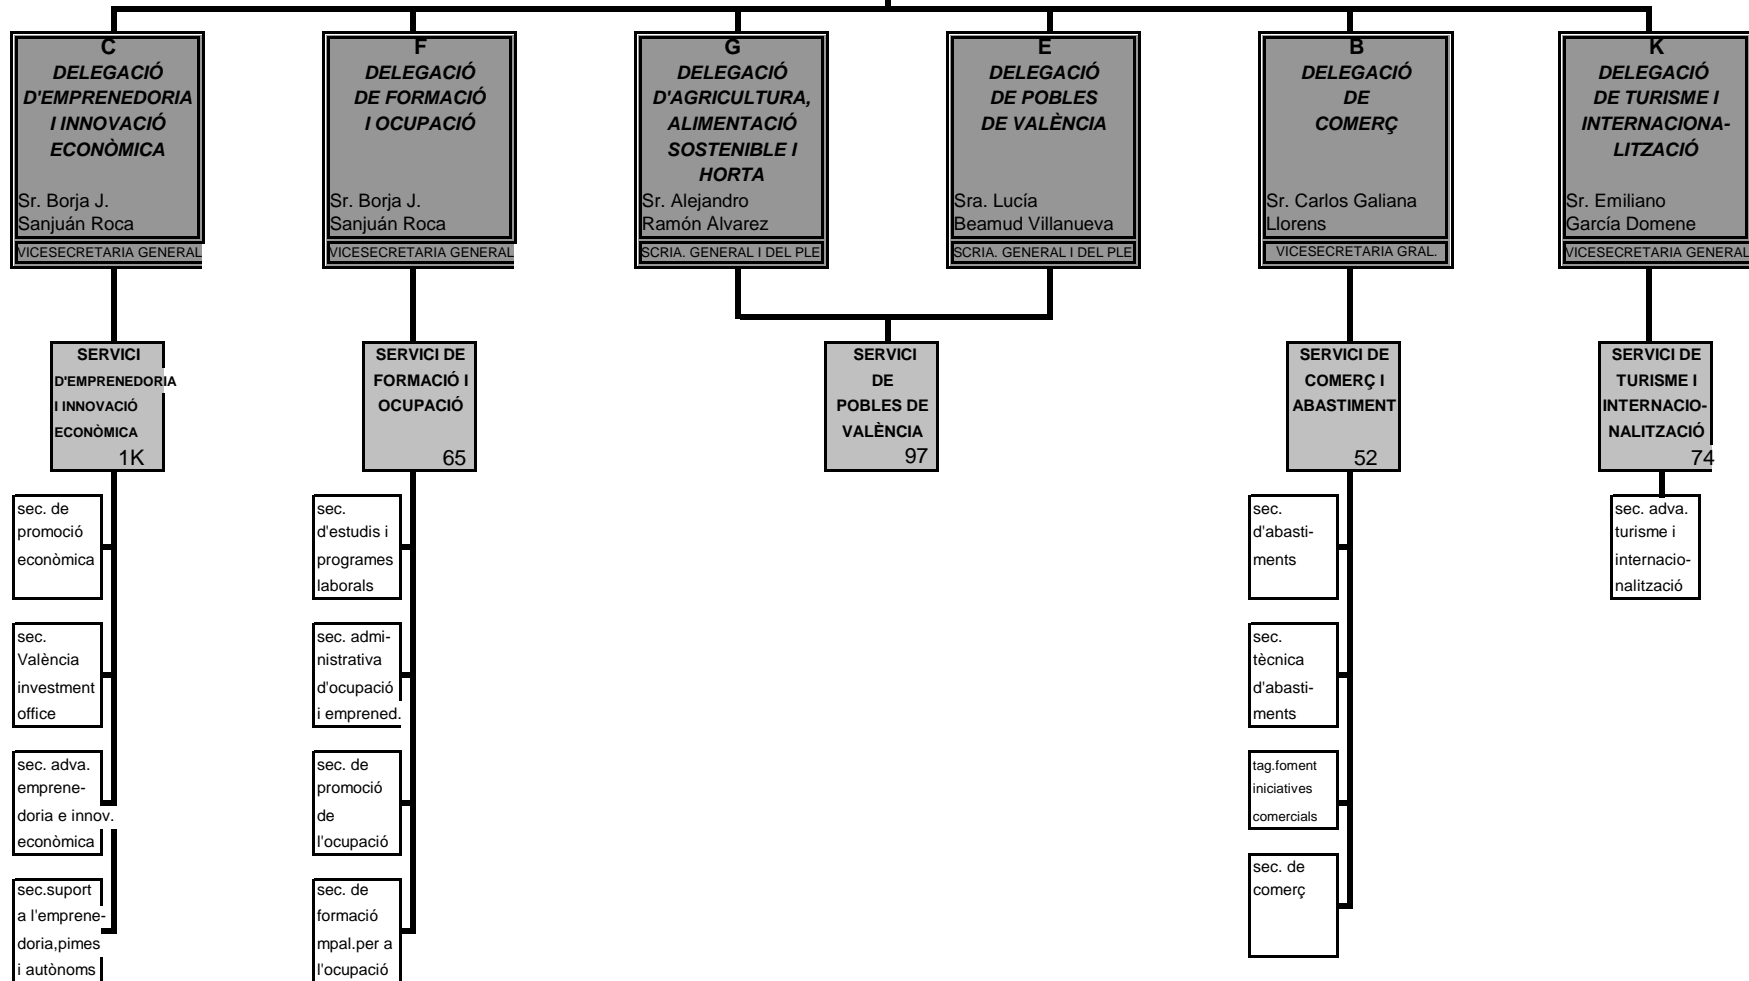 C
DELEGACIÓ
D'EMPRENEDORIA
I INNOVACIÓ
ECONÒMICA
Sr. Borja J.
Sanjuán Roca
VICESECRETARIA GENERAL
F
DELEGACIÓ
DE FORMACIÓ
I OCUPACIÓ
Sr. Borja J.
Sanjuán Roca
VICESECRETARIA GENERAL
G
DELEGACIÓ
D'AGRICULTURA,
ALIMENTACIÓ
SOSTENIBLE I
HORTA
Sr. Alejandro
Ramón Alvarez
SCRIA. GENERAL I DEL PLE
E
DELEGACIÓ
DE POBLES
DE VALÈNCIA
Sra. Lucía
Beamud Villanueva
SCRIA. GENERAL I DEL PLE
B
DELEGACIÓ
DE
COMERÇ
Sr. Carlos Galiana
Llorens
VICESECRETARIA GRAL.
K
DELEGACIÓ
DE TURISME I
INTERNACIONA-
LITZACIÓ
Sr. Emiliano
García Domene
VICESECRETARIA GENERAL
SERVICI
D'EMPRENEDORIA
I INNOVACIÓ
ECONÒMICA
1K
SERVICI DE
FORMACIÓ I
OCUPACIÓ
65
SERVICI
DE
POBLES DE
VALÈNCIA
97
SERVICI DE
COMERÇ I
ABASTIMENT
52
SERVICI DE
TURISME I
INTERNACIO-
NALITZACIÓ
74
sec. de
promoció
econòmica
sec.
València
investment
office
sec. adva.
emprene-
doria e innov.
econòmica
sec.suport
a l'emprene-
doria,pimes
i autònoms
sec.
d'estudis i
programes
laborals
sec. admi-
nistrativa
d'ocupació
i emprened.
sec. de
promoció
de
l'ocupació
sec. de
formació
mpal.per a
l'ocupació
sec.
d'abasti-
ments
sec.
tècnica
d'abasti-
ments
tag.foment
iniciatives
comercials
sec. de
comerç
sec. adva.
turisme i
internacio-
nalització